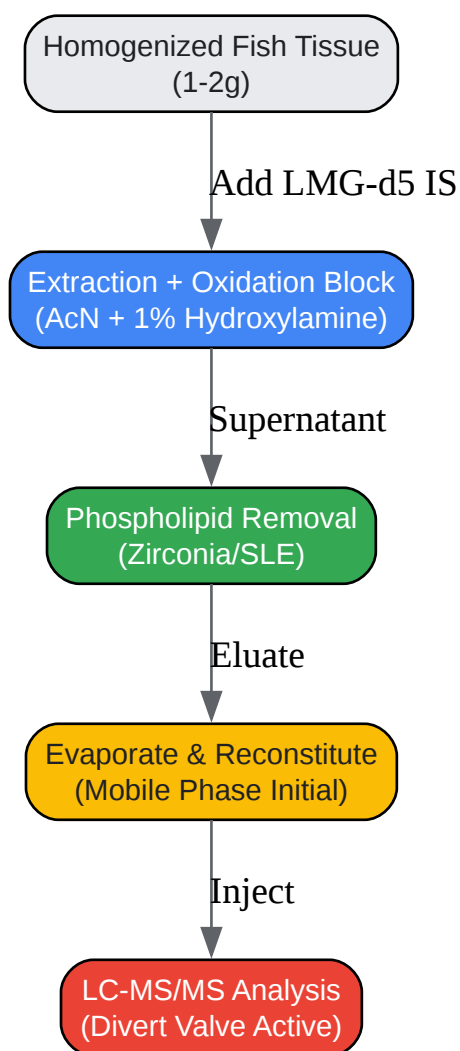 Homogenized Fish Tissue
(1-2g)
Add LMG-d5 IS
Extraction + Oxidation Block
(AcN + 1% Hydroxylamine)
Supernatant
Phospholipid Removal
(Zirconia/SLE)
Eluate
Evaporate & Reconstitute
(Mobile Phase Initial)
Inject
LC-MS/MS Analysis
(Divert Valve Active)